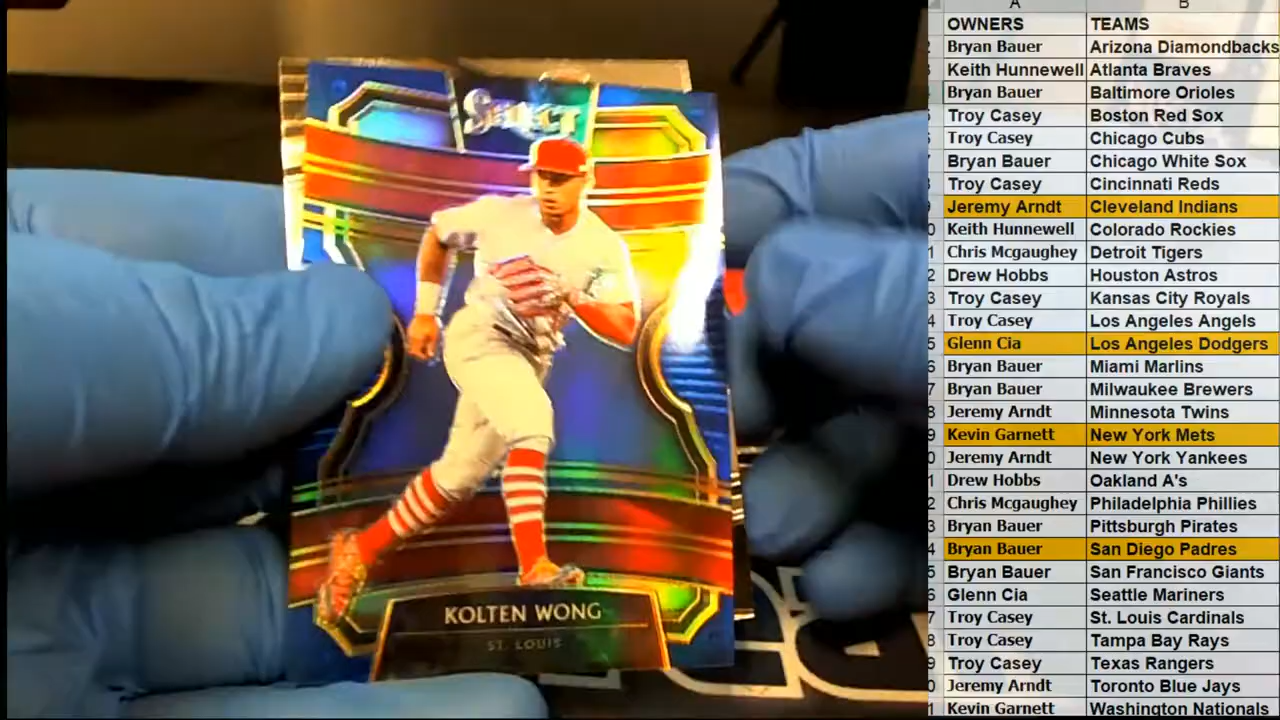 SELECT
KOLTEN WONG
ST. LOUIS
A B
OWNERS TEAMS
Bryan Bauer Arizona Diamondbacks
Keith Hunnewell Atlanta Braves
Bryan Bauer Baltimore Orioles
Troy Casey Boston Red Sox
Troy Casey Chicago Cubs
Bryan Bauer Chicago White Sox
Troy Casey Cincinnati Reds
Jeremy Arndt Cleveland Indians
Keith Hunnewell Colorado Rockies
Chris Mcgaughey Detroit Tigers
Drew Hobbs Houston Astros
Troy Casey Kansas City Royals
Troy Casey Los Angeles Angels
Glenn Cia Los Angeles Dodgers
Bryan Bauer Miami Marlins
Bryan Bauer Milwaukee Brewers
Jeremy Arndt Minnesota Twins
Kevin Garnett New York Mets
Jeremy Arndt New York Yankees
Drew Hobbs Oakland A's
Chris Mcgaughey Philadelphia Phillies
Bryan Bauer Pittsburgh Pirates
Bryan Bauer San Diego Padres
Bryan Bauer San Francisco Giants
Glenn Cia Seattle Mariners
Troy Casey St. Louis Cardinals
Troy Casey Tampa Bay Rays
Troy Casey Texas Rangers
Jeremy Arndt Toronto Blue Jays
Kevin Garnett Washington Nationals